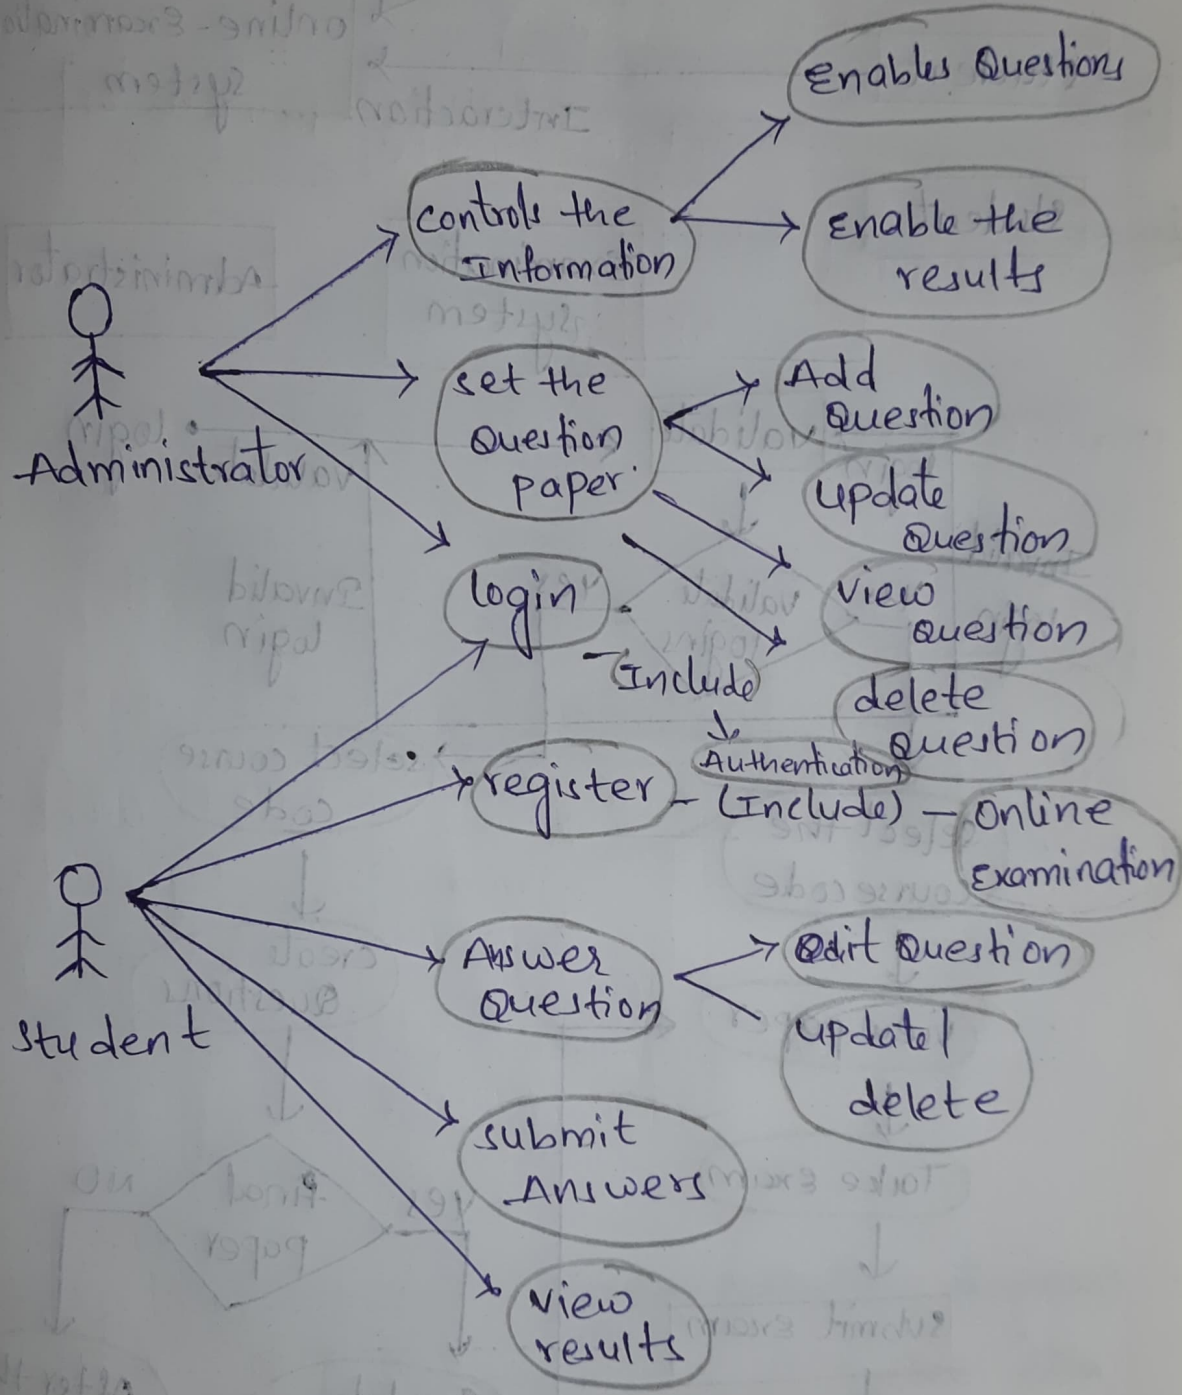 Enables Questions
controls the
Information
Enable the
results
Administrator
set the
Question
paper.
Add
Question
update
Question
login
view
question
(Include)
delete
Question
Authentication
register
(Include)
Online
Examination
Student
Answer
Question
edit Question
update/
delete
submit
Answers
view
results